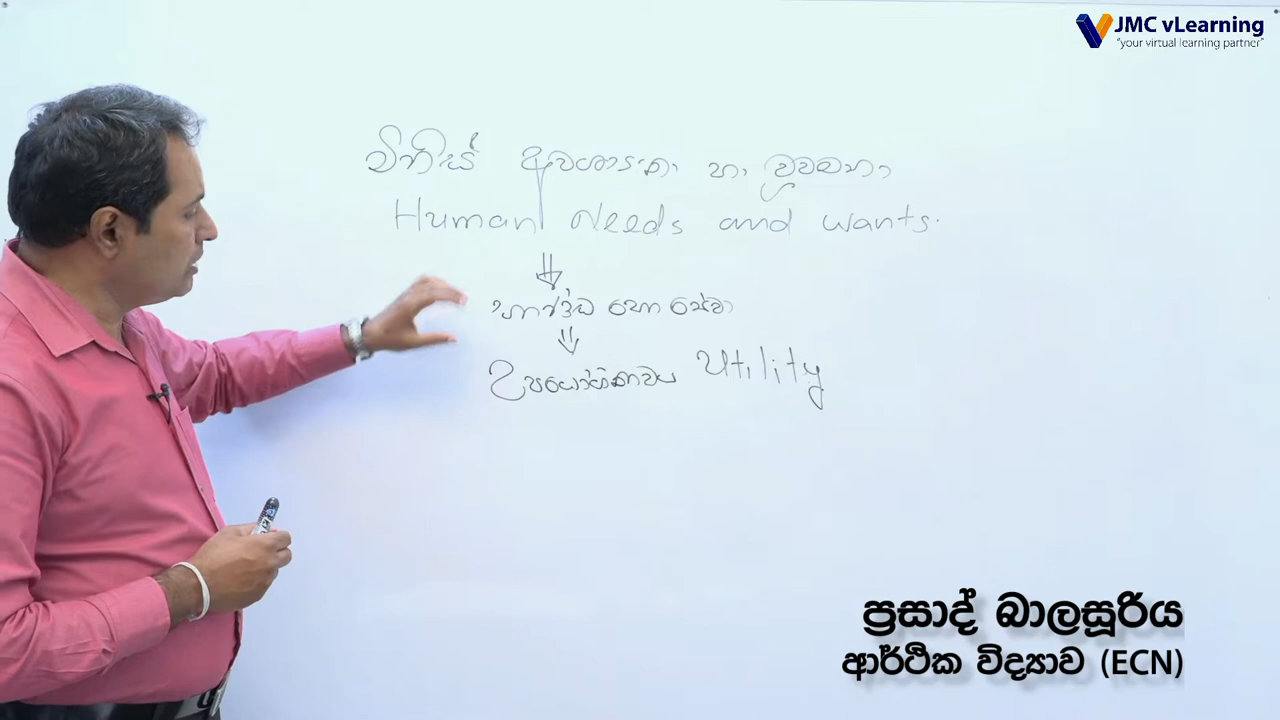 JMC vLearning
"your virtual learning partner"
මිනිස් අවශ්‍යතා හා වුවමනා
Human Needs and wants.
භාණ්ඩ හො සේවා
උපයෝගිතාවය Utility
ප්‍රසාද් බාලසූරිය
ආර්ථික විද්‍යාව (ECN)